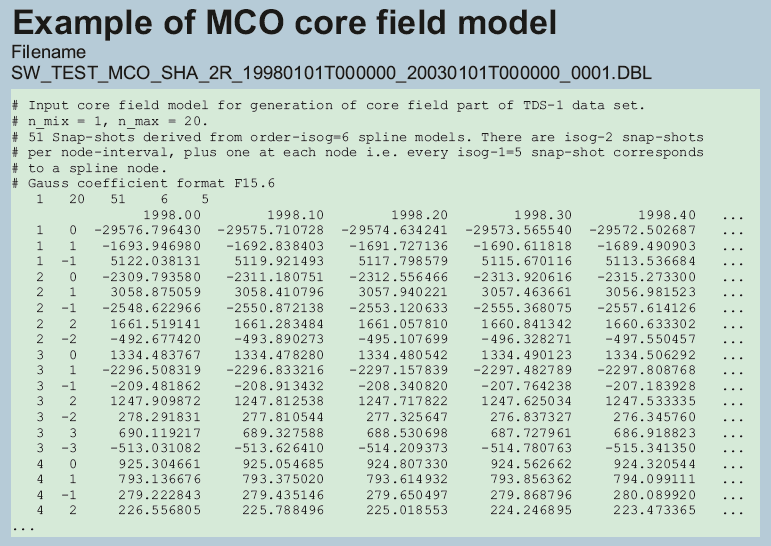 Example of MCO core field model
Filename
SW_TEST_MCO_SHA_2R_19980101T000000_20030101T000000_0001.DBL
# Input core field model for generation of core field part of TDS-1 data set.
# n_mix = 1, n_max = 20.
# 51 Snap-shots derived from order-isog=6 spline models. There are isog-2 snap-shots
# per node-interval, plus one at each node i.e. every isog-1=5 snap-shot corresponds
# to a spline node.
# Gauss coefficient format F15.6
1 20 51 6 5
1998.00 1998.10 1998.20 1998.30 1998.40 ...
1 0 -29576.796430 -29575.710728 -29574.634241 -29573.565540 -29572.502687 ...
1 1 -1693.946980 -1692.838403 -1691.727136 -1690.611818 -1689.490903 ...
1 -1 5122.038131 5119.921493 5117.798579 5115.670116 5113.536684 ...
2 0 -2309.793580 -2311.180751 -2312.556466 -2313.920616 -2315.273300 ...
2 1 3058.875059 3058.410796 3057.940221 3057.463661 3056.981523 ...
2 -1 -2548.622966 -2550.872138 -2553.120633 -2555.368075 -2557.614126 ...
2 2 1661.519141 1661.283484 1661.057810 1660.841342 1660.633302 ...
2 -2 -492.677420 -493.890273 -495.107699 -496.328271 -497.550457 ...
3 0 1334.483767 1334.478280 1334.480542 1334.490123 1334.506292 ...
3 1 -2296.508319 -2296.833216 -2297.157839 -2297.482789 -2297.808768 ...
3 -1 -209.481862 -208.913432 -208.340820 -207.764238 -207.183928 ...
3 2 1247.909872 1247.812538 1247.717822 1247.625034 1247.533335 ...
3 -2 278.291831 277.810544 277.325647 276.837327 276.345760 ...
3 3 690.119217 689.327588 688.530698 687.727961 686.918823 ...
3 -3 -513.031082 -513.626410 -514.209373 -514.780763 -515.341350 ...
4 0 925.304661 925.054685 924.807330 924.562662 924.320544 ...
4 1 793.136676 793.375020 793.614932 793.856362 794.099111 ...
4 -1 279.222843 279.435146 279.650497 279.868796 280.089920 ...
4 2 226.556805 225.788496 225.018553 224.246895 223.473365 ...
...